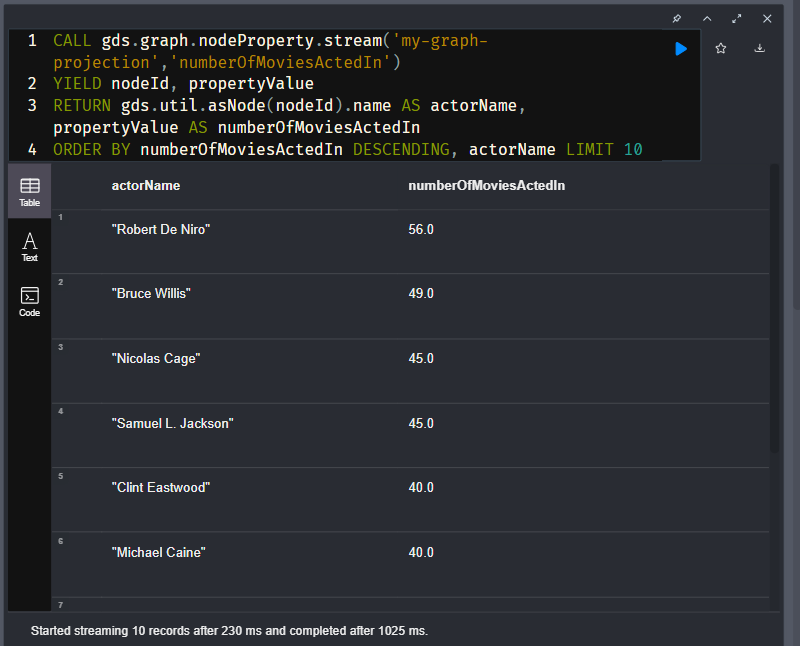 1 CALL gds.graph.nodeProperty.stream('my-graph-
projection','numberOfMoviesActedIn')
2 YIELD nodeId, propertyValue
3 RETURN gds.util.asNode(nodeId).name AS actorName,
propertyValue AS numberOfMoviesActedIn
4 ORDER BY numberOfMoviesActedIn DESCENDING, actorName LIMIT 10
Table
Text
Code
actorName numberOfMoviesActedIn
1 "Robert De Niro" 56.0
2 "Bruce Willis" 49.0
3 "Nicolas Cage" 45.0
4 "Samuel L. Jackson" 45.0
5 "Clint Eastwood" 40.0
6 "Michael Caine" 40.0
7
Started streaming 10 records after 230 ms and completed after 1025 ms.